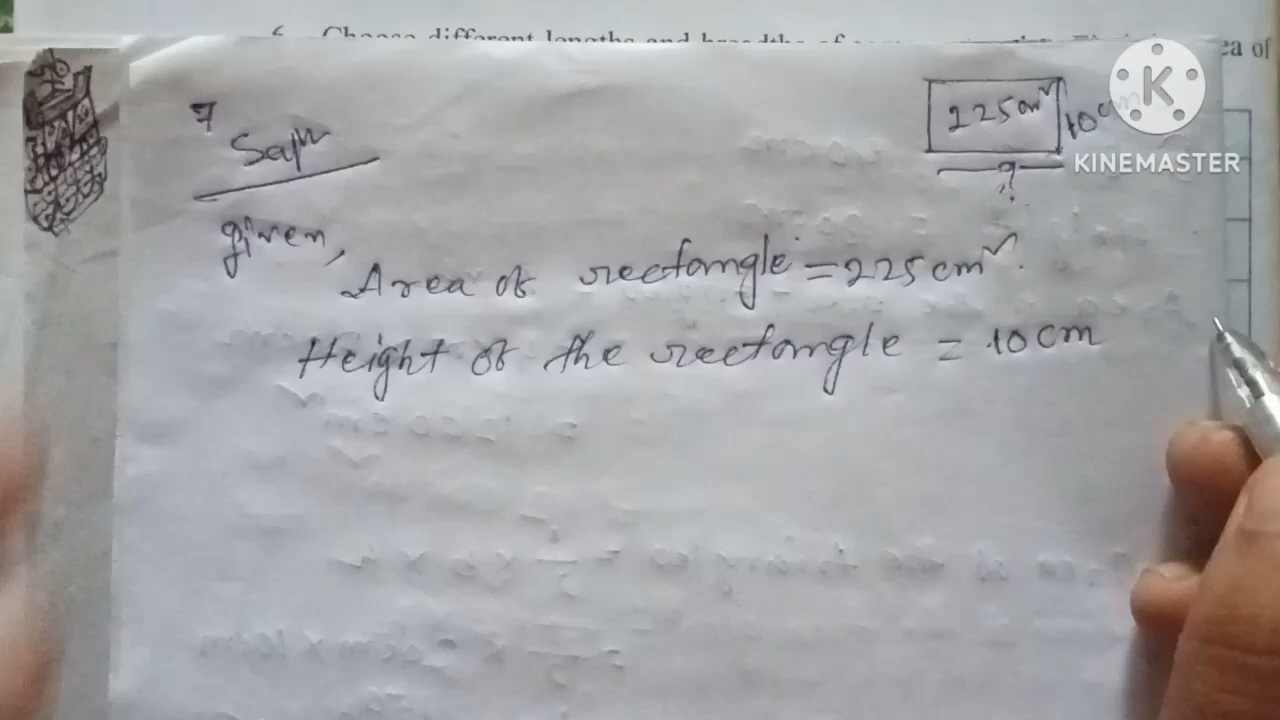 6. Choose different lengths and breadths of
ea of
7
Sol^n
225 cm²
10 cm
KINEMASTER
?
given,
Area of rectangle = 225 cm².
Height of the rectangle = 10 cm